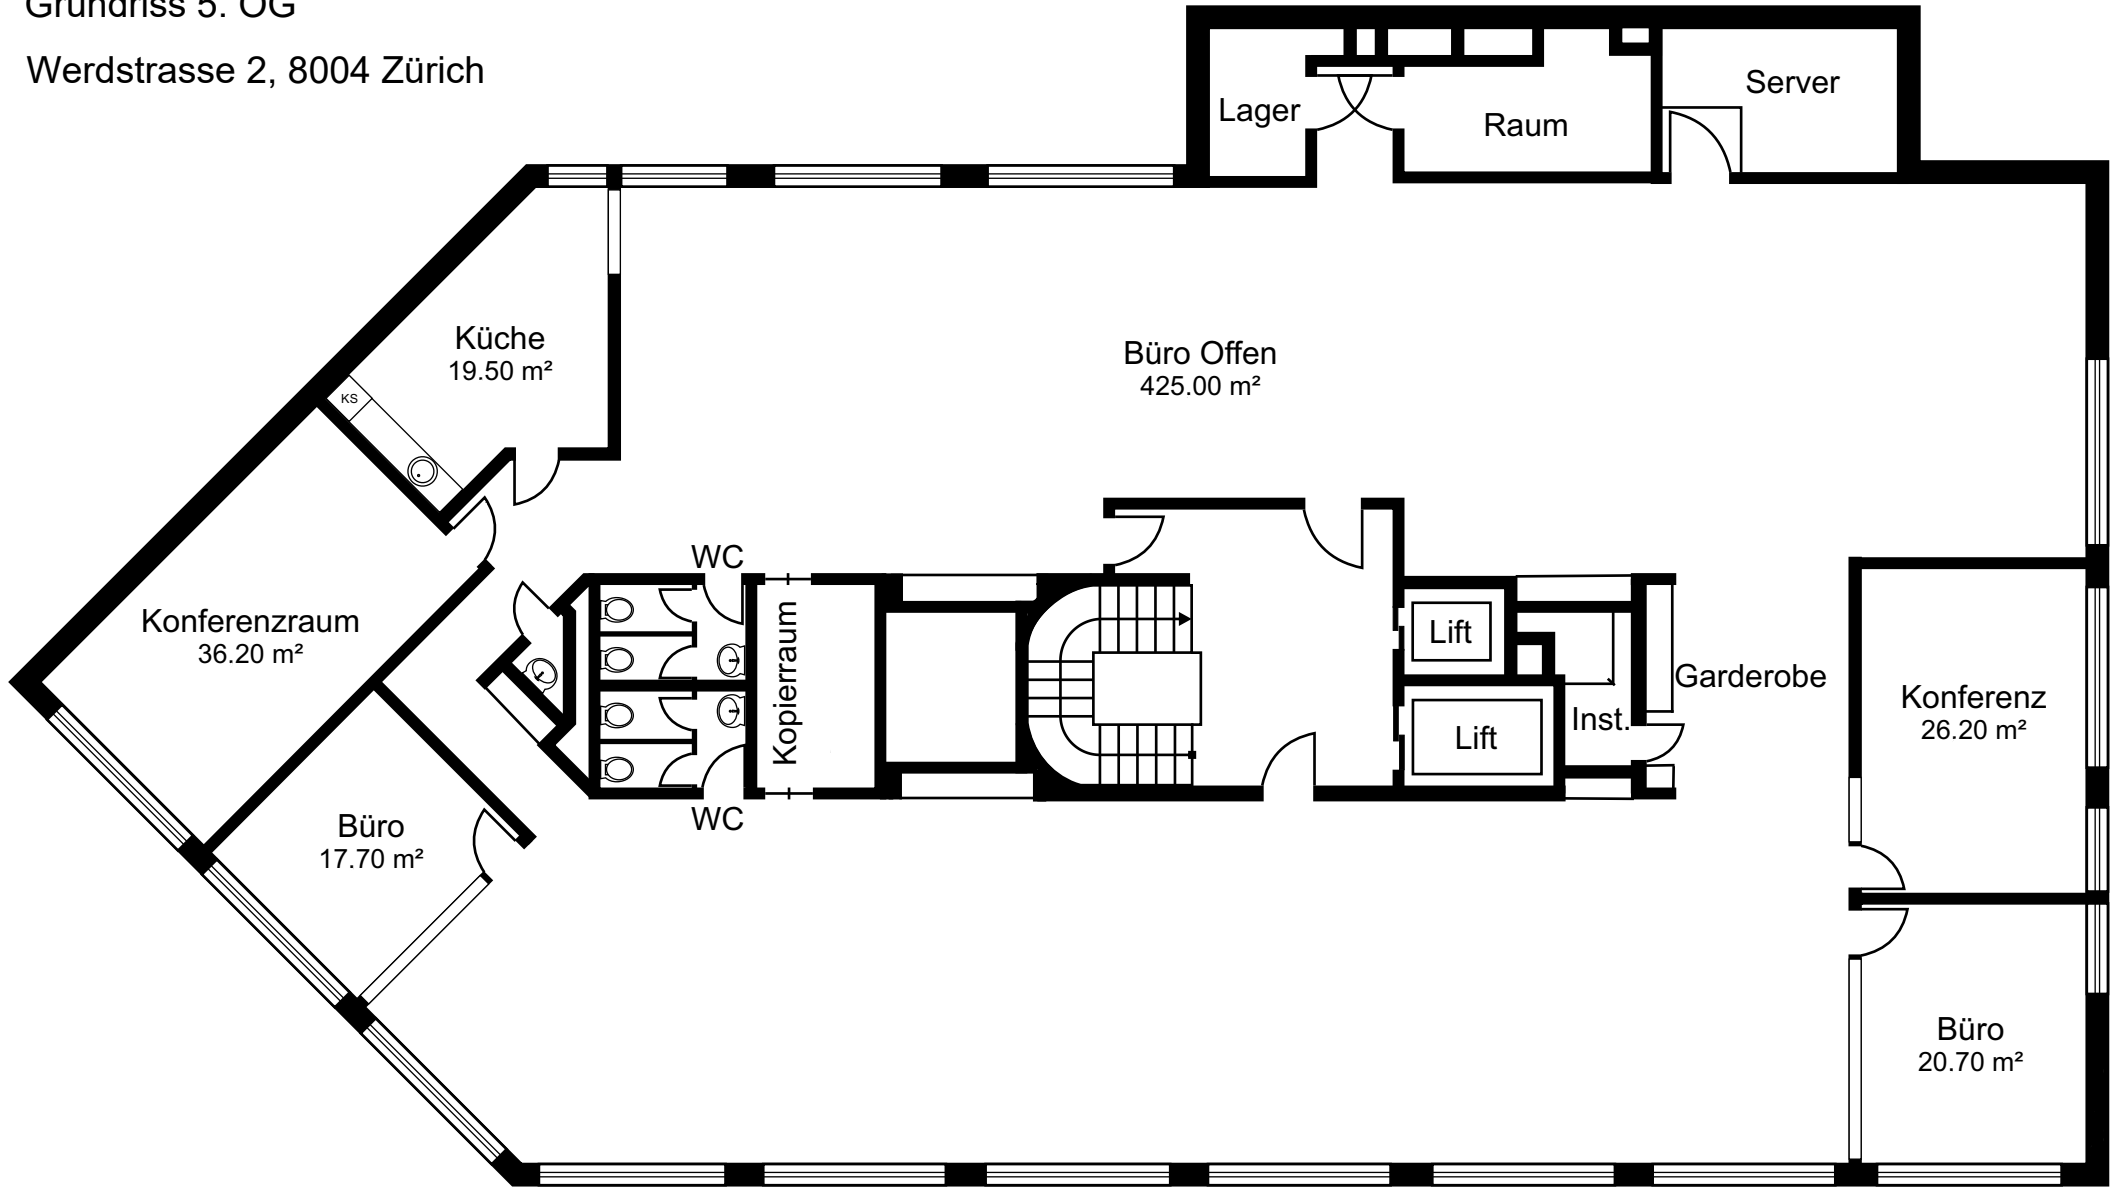 Grundriss 5. OG
Werdstrasse 2, 8004 Zürich
Lager
Raum
Server
Küche
19.50 m²
KS
Büro Offen
425.00 m²
WC
Konferenzraum
36.20 m²
Kopierraum
Lift
Lift
Inst.
Garderobe
Konferenz
26.20 m²
Büro
17.70 m²
WC
Büro
20.70 m²